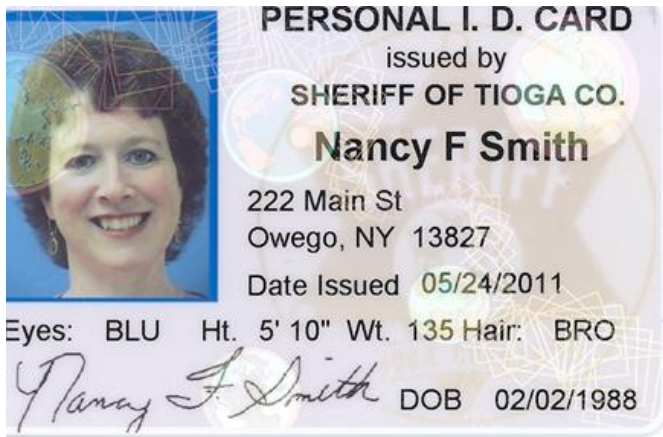 PERSONAL I. D. CARD
issued by
SHERIFF OF TIOGA CO.
Nancy F Smith
222 Main St
Owego, NY 13827
Date Issued 05/24/2011
Eyes: BLU Ht. 5' 10" Wt. 135 Hair: BRO
Nancy F. Smith DOB 02/02/1988